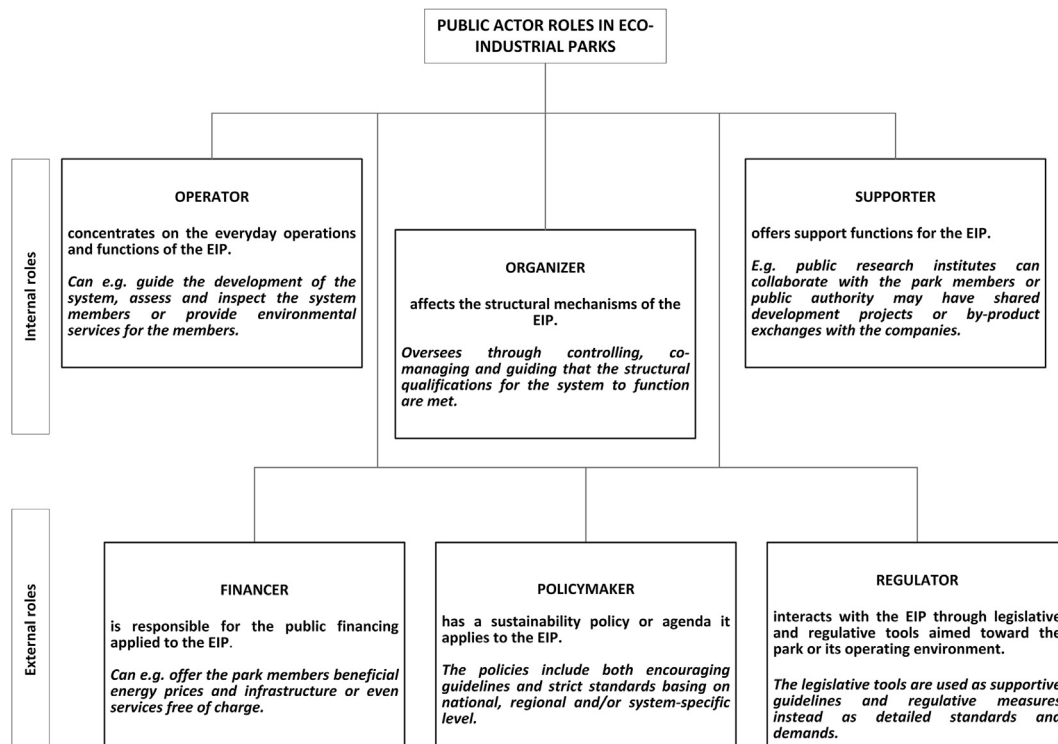 PUBLIC ACTOR ROLES IN ECO-
INDUSTRIAL PARKS
Internal roles
OPERATOR
concentrates on the everyday operations
and functions of the EIP.
Can e.g. guide the development of the
system, assess and inspect the system
members or provide environmental
services for the members.
ORGANIZER
affects the structural mechanisms of the
EIP.
Oversees through controlling, co-
managing and guiding that the structural
qualifications for the system to function
are met.
SUPPORTER
offers support functions for the EIP.
E.g. public research institutes can
collaborate with the park members or
public authority may have shared
development projects or by-product
exchanges with the companies.
External roles
FINANCER
is responsible for the public financing
applied to the EIP.
Can e.g. offer the park members beneficial
energy prices and infrastructure or even
services free of charge.
POLICYMAKER
has a sustainability policy or agenda it
applies to the EIP.
The policies include both encouraging
guidelines and strict standards basing on
national, regional and/or system-specific
level.
REGULATOR
interacts with the EIP through legislative
and regulative tools aimed toward the
park or its operating environment.
The legislative tools are used as supportive
guidelines and regulative measures
instead as detailed standards and
demands.